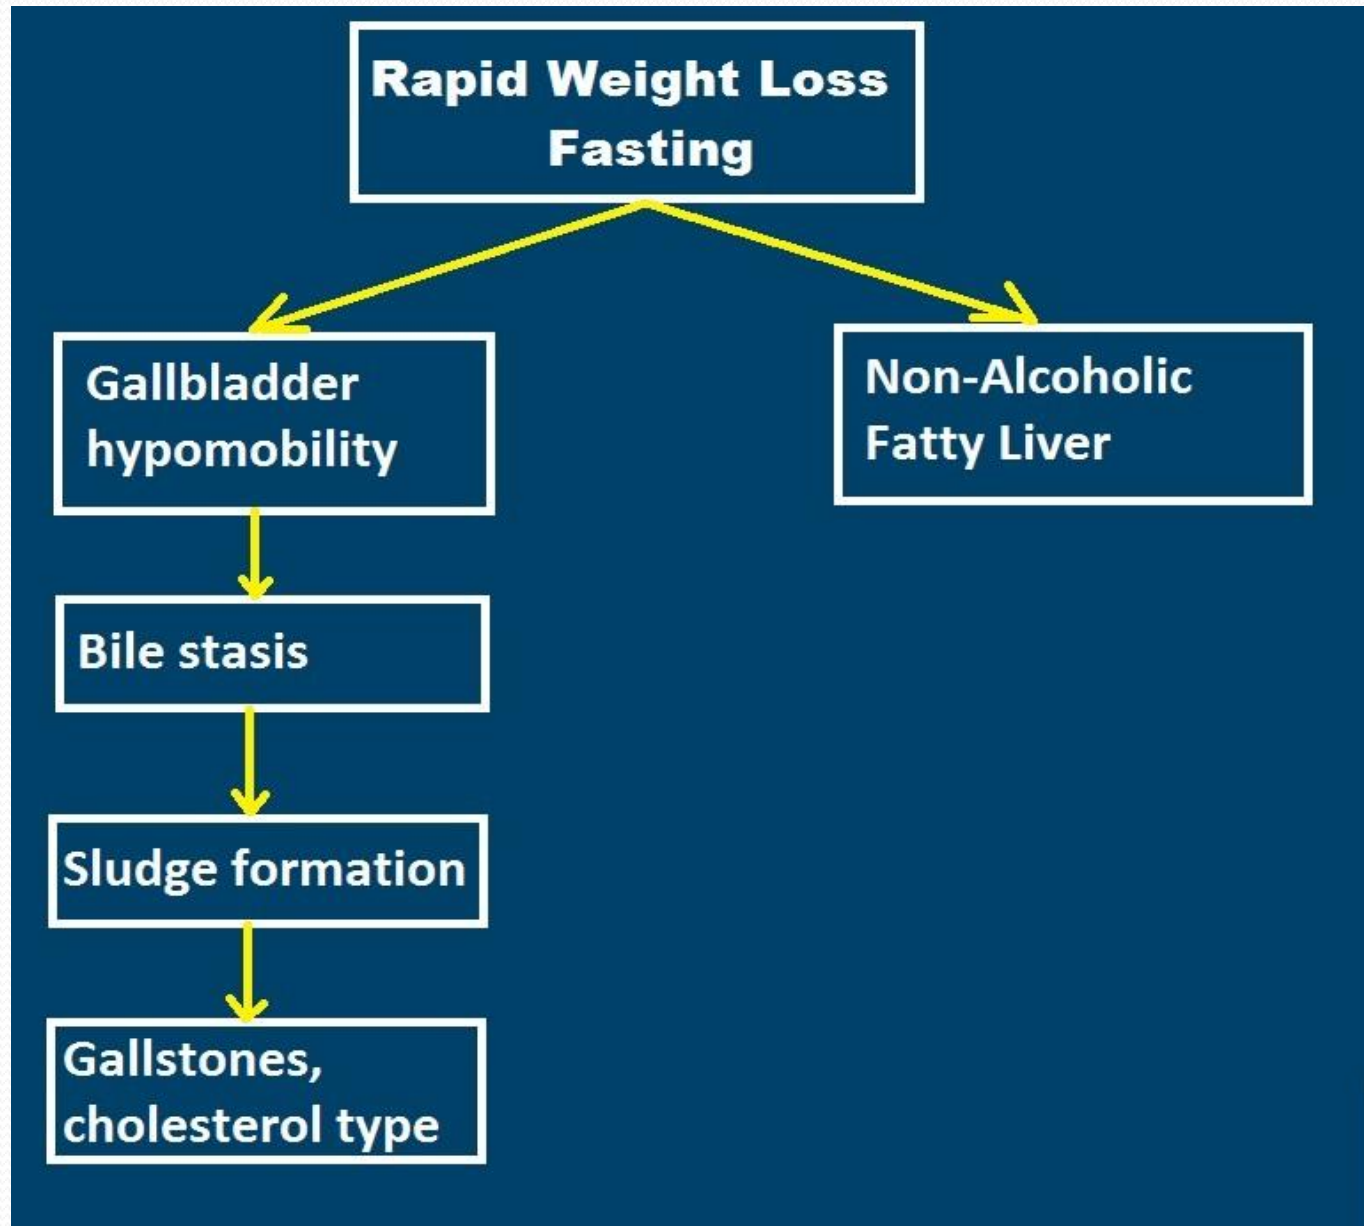 Rapid Weight Loss
Fasting
Gallbladder
hypomobility
Non-Alcoholic
Fatty Liver
Bile stasis
Sludge formation
Gallstones,
cholesterol type